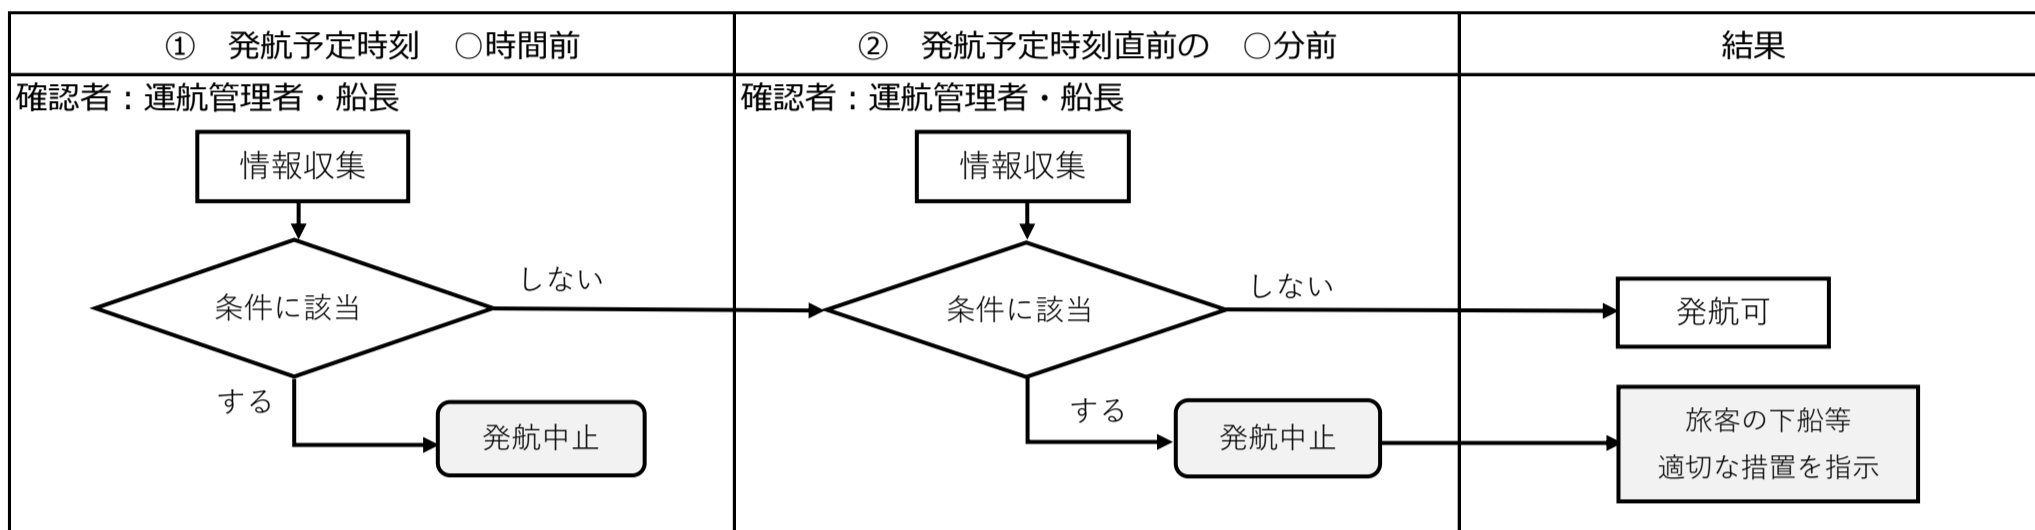 ① 発航予定時刻 ○時間前
② 発航予定時刻直前の ○分前
結果
確認者：運航管理者・船長
情報収集
条件に該当
しない
する
発航中止
確認者：運航管理者・船長
情報収集
条件に該当
しない
する
発航中止
発航可
旅客の下船等
適切な措置を指示